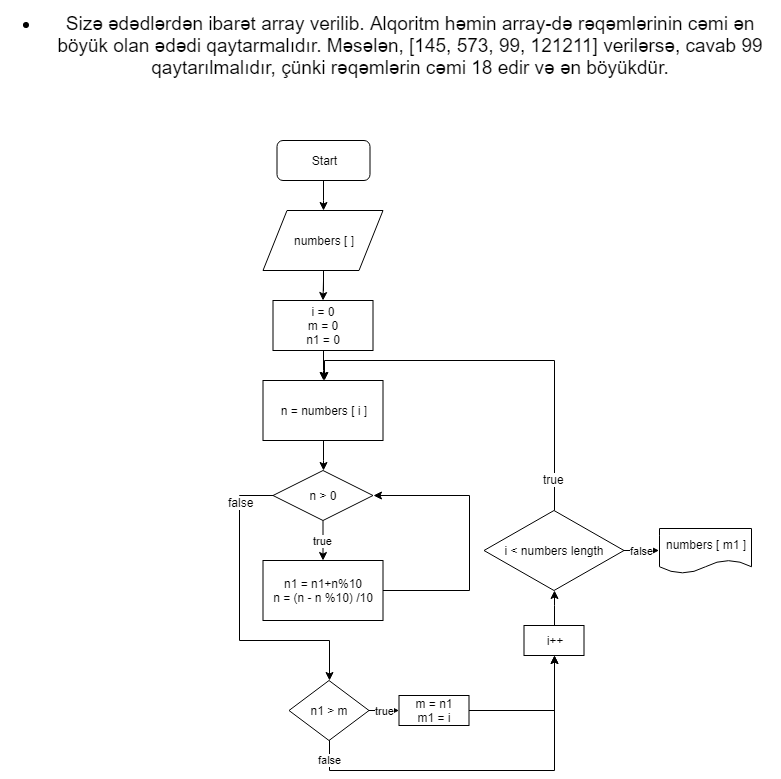 Sizə ədədlərdən ibarət array verilib. Alqoritm həmin array-də rəqəmlərinin cəmi ən
böyük olan ədədi qaytarmalıdır. Məsələn, [145, 573, 99, 121211] verilərsə, cavab 99
qaytarılmalıdır, çünki rəqəmlərin cəmi 18 edir və ən böyükdür.
Start
numbers [ ]
i = 0
m = 0
n1 = 0
n = numbers [ i ]
n > 0
false
true
n1 = n1+n%10
n = (n - n %10) /10
n1 > m
true
m = n1
m1 = i
false
i++
i < numbers length
true
false
numbers [ m1 ]